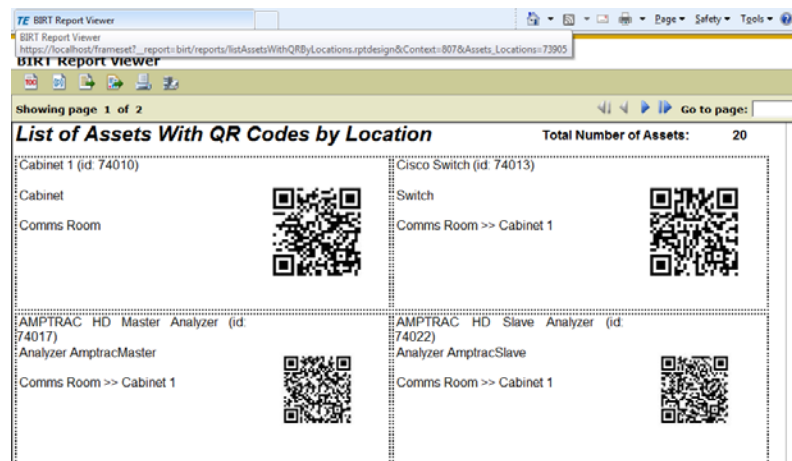 TE BIRT Report Viewer
Page Safety Tools
BIRT Report Viewer
https://localhost/frameset?__report=birt/reports/listAssetsWithQRByLocations.rptdesign&Context=807&Assets_Locations=73905
BIRT Report Viewer
TOC
Showing page 1 of 2
Go to page:
List of Assets With QR Codes by Location
Total Number of Assets: 20
Cabinet 1 (id: 74010)
Cabinet
Comms Room
Cisco Switch (id: 74013)
Switch
Comms Room >> Cabinet 1
AMPTRAC HD Master Analyzer (id:
74017)
Analyzer AmptracMaster
Comms Room >> Cabinet 1
AMPTRAC HD Slave Analyzer (id:
74022)
Analyzer AmptracSlave
Comms Room >> Cabinet 1